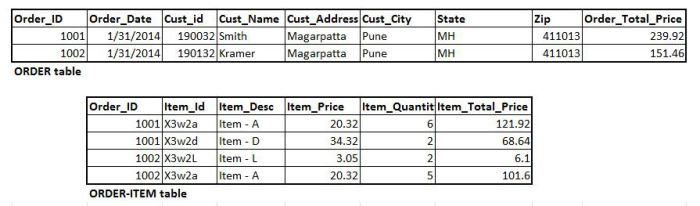 Order_ID Order_Date Cust_id Cust_Name Cust_Address Cust_City State Zip Order_Total_Price
1001 1/31/2014 190032 Smith Magarpatta Pune MH 411013 239.92
1002 1/31/2014 190132 Kramer Magarpatta Pune MH 411013 151.46
ORDER table
Order_ID Item_Id Item_Desc Item_Price Item_Quantit Item_Total_Price
1001 X3w2a Item - A 20.32 6 121.92
1001 X3w2d Item - D 34.32 2 68.64
1002 X3w2L Item - L 3.05 2 6.1
1002 X3w2a Item - A 20.32 5 101.6
ORDER-ITEM table